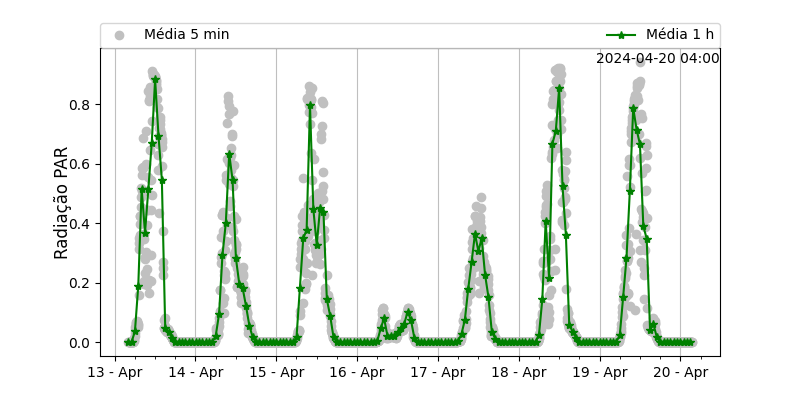 Média 5 min
Média 1 h
2024-04-20 04:00
Radiação PAR
0.8
0.6
0.4
0.2
0.0
13 - Apr
14 - Apr
15 - Apr
16 - Apr
17 - Apr
18 - Apr
19 - Apr
20 - Apr